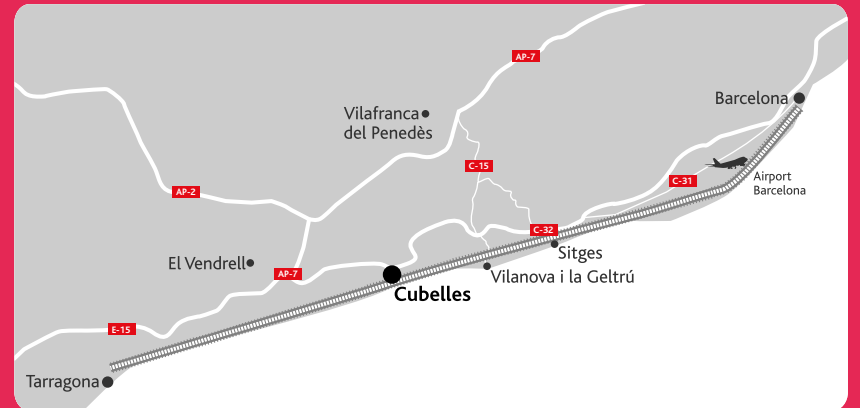 AP-7
Barcelona
Vilafranca
del Penedès
C-15
Airport
Barcelona
C-31
AP-2
C-32
Sitges
El Vendrell
AP-7
Vilanova i la Geltrú
Cubelles
E-15
Tarragona